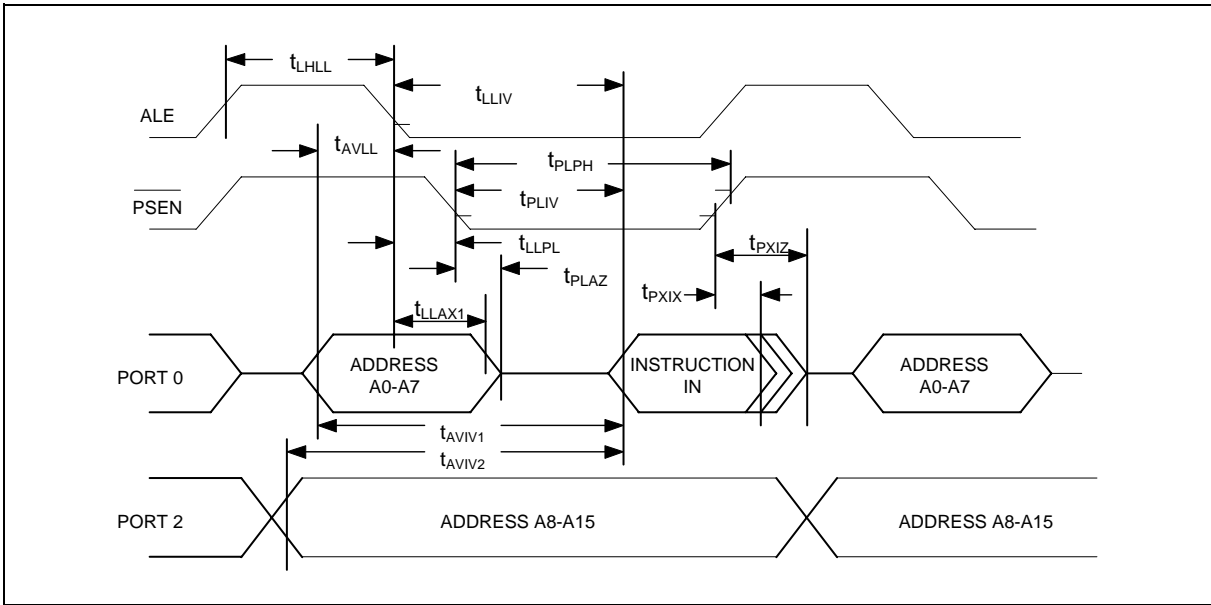 tLHLL
tLLIV
ALE
tAVLL
tPLPH
PSEN
tPLIV
tLLPL
tPXIZ
tPLAZ
tPXIX
tLLAX1
PORT 0
ADDRESS
A0-A7
INSTRUCTION
IN
ADDRESS
A0-A7
tAVIV1
tAVIV2
PORT 2
ADDRESS A8-A15
ADDRESS A8-A15